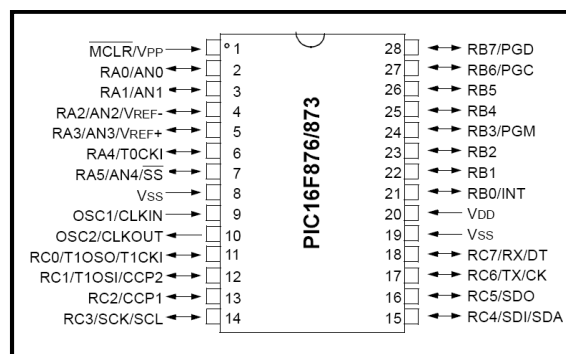 MCLR/VPP 1 28 RB7/PGD
RA0/AN0 2 27 RB6/PGC
RA1/AN1 3 26 RB5
RA2/AN2/VREF- 4 25 RB4
RA3/AN3/VREF+ 5 24 RB3/PGM
RA4/T0CKI 6 23 RB2
RA5/AN4/SS 7 22 RB1
VSS 8 21 RB0/INT
OSC1/CLKIN 9 20 VDD
OSC2/CLKOUT 10 19 VSS
RC0/T1OSO/T1CKI 11 18 RC7/RX/DT
RC1/T1OSI/CCP2 12 17 RC6/TX/CK
RC2/CCP1 13 16 RC5/SDO
RC3/SCK/SCL 14 15 RC4/SDI/SDA
PIC16F876/873